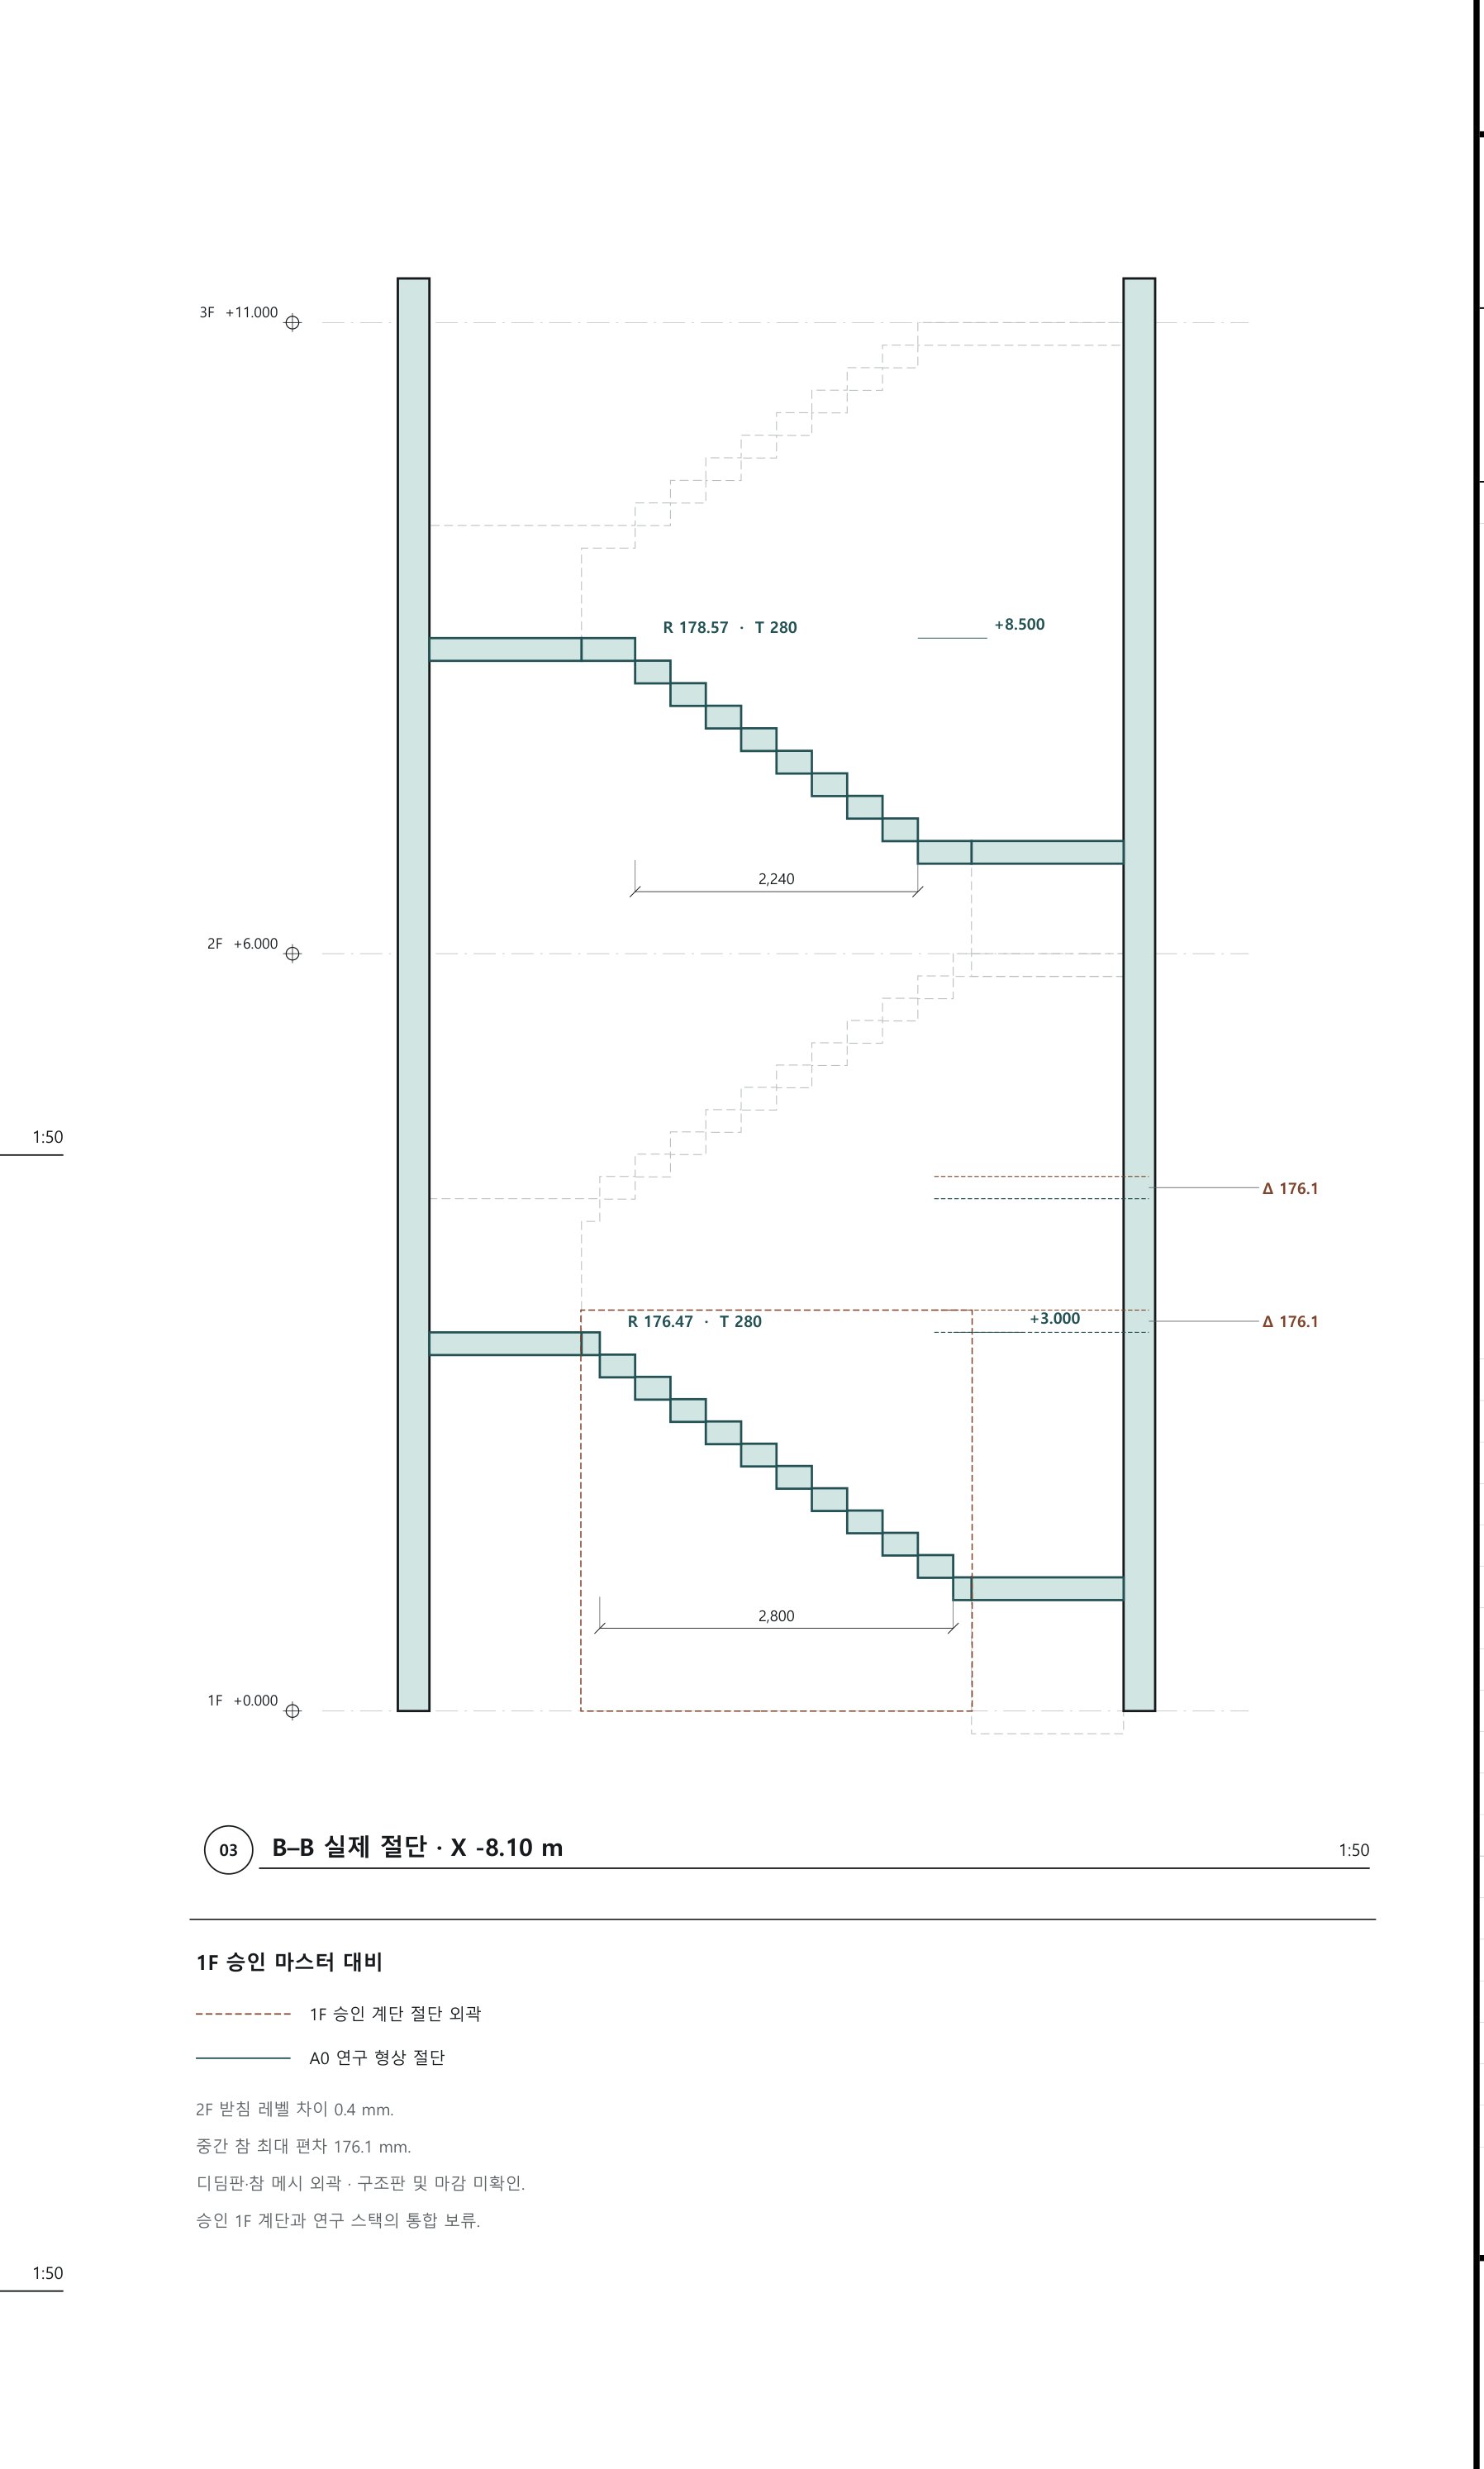 3F +11.000
R 178.57 · T 280
+8.500
2,240
2F +6.000
1:50
Δ 176.1
R 176.47 · T 280
+3.000
Δ 176.1
2,800
1F +0.000
03 B–B 실제 절단 · X -8.10 m 1:50
1F 승인 마스터 대비
1F 승인 계단 절단 외곽
A0 연구 형상 절단
2F 받침 레벨 차이 0.4 mm.
중간 참 최대 편차 176.1 mm.
디딤판·참 메시 외곽 · 구조판 및 마감 미확인.
승인 1F 계단과 연구 스택의 통합 보류.
1:50